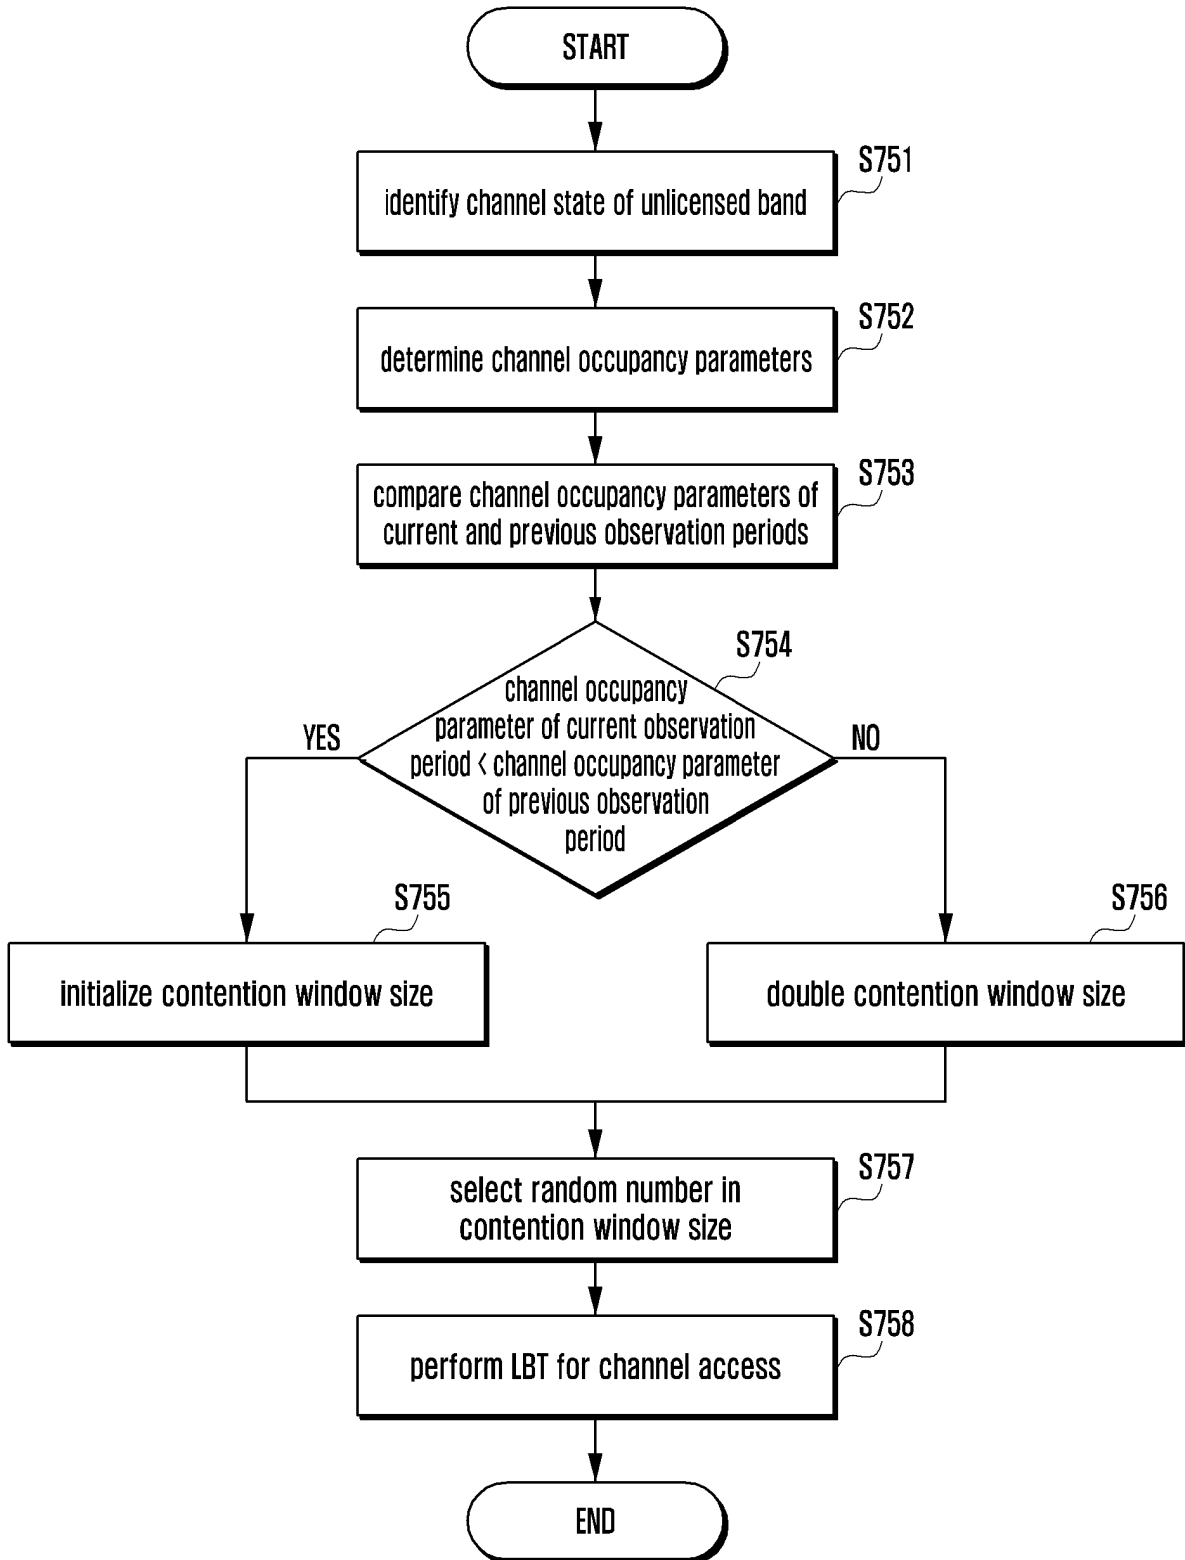 START
S751
identify channel state of unlicensed band
S752
determine channel occupancy parameters
S753
compare channel occupancy parameters of
current and previous observation periods
S754
channel occupancy
parameter of current observation
period < channel occupancy parameter
of previous observation
period
YES
NO
S755
initialize contention window size
S756
double contention window size
S757
select random number in
contention window size
S758
perform LBT for channel access
END